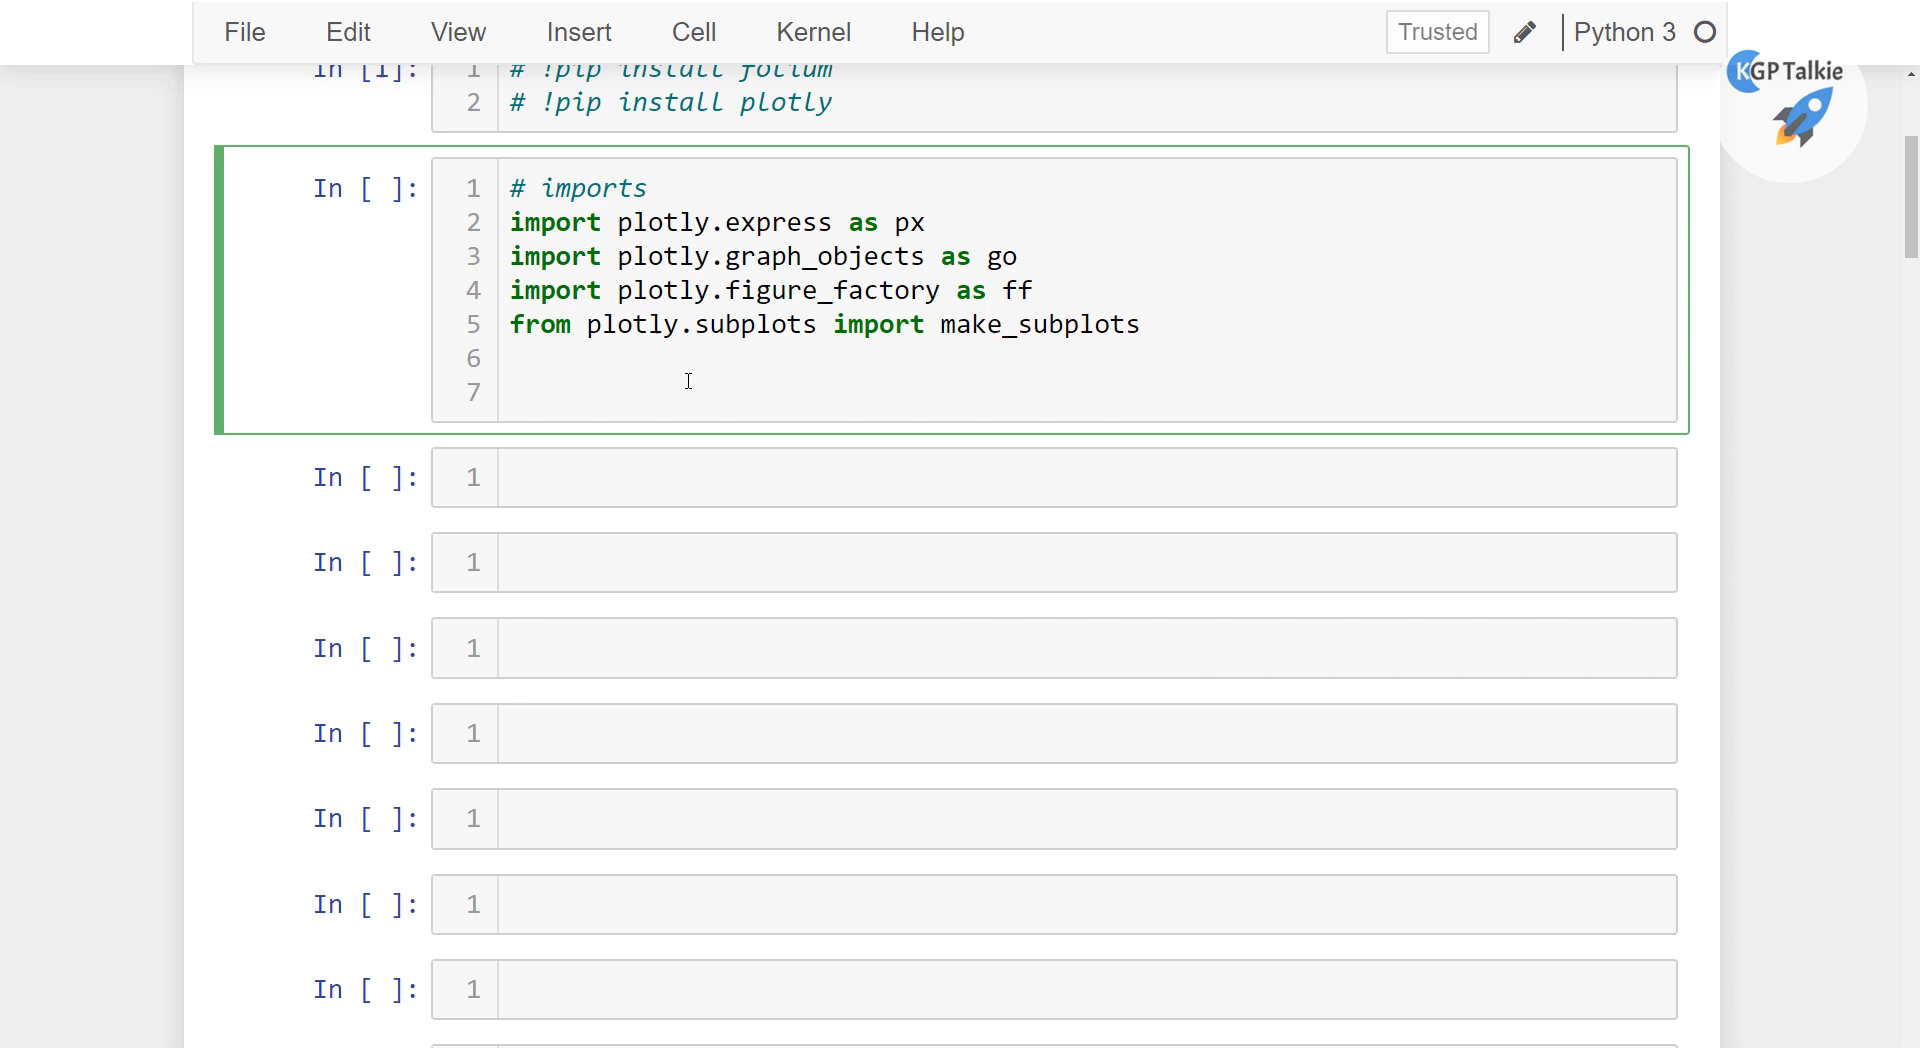 File Edit View Insert Cell Kernel Help Trusted Python 3
KGP Talkie
In [1]: 1 # !pip install folium
2 # !pip install plotly
In [ ]: 1 # imports
2 import plotly.express as px
3 import plotly.graph_objects as go
4 import plotly.figure_factory as ff
5 from plotly.subplots import make_subplots
6
7
In [ ]: 1
In [ ]: 1
In [ ]: 1
In [ ]: 1
In [ ]: 1
In [ ]: 1
In [ ]: 1